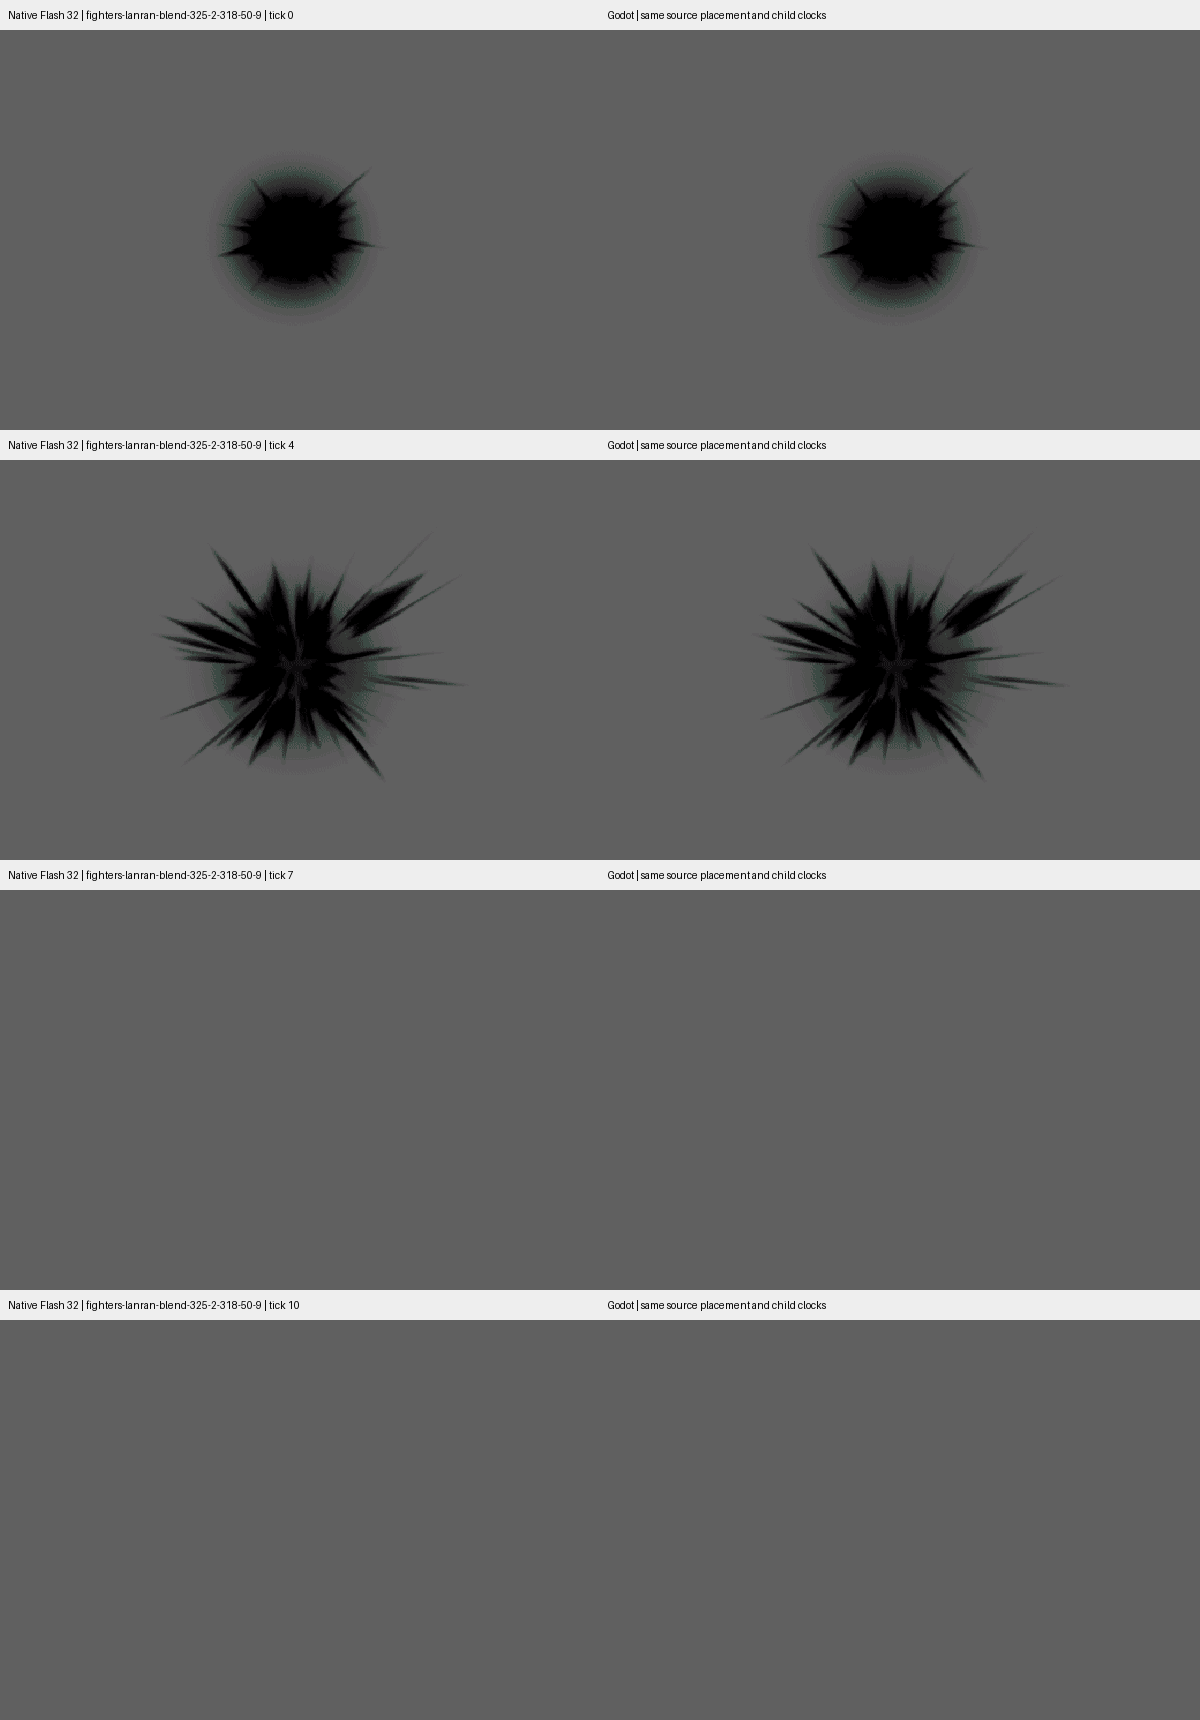 Native Flash 32 | fighters-lanran-blend-325-2-318-50-9 | tick 0
Godot | same source placement and child clocks
Native Flash 32 | fighters-lanran-blend-325-2-318-50-9 | tick 4
Godot | same source placement and child clocks
Native Flash 32 | fighters-lanran-blend-325-2-318-50-9 | tick 7
Godot | same source placement and child clocks
Native Flash 32 | fighters-lanran-blend-325-2-318-50-9 | tick 10
Godot | same source placement and child clocks